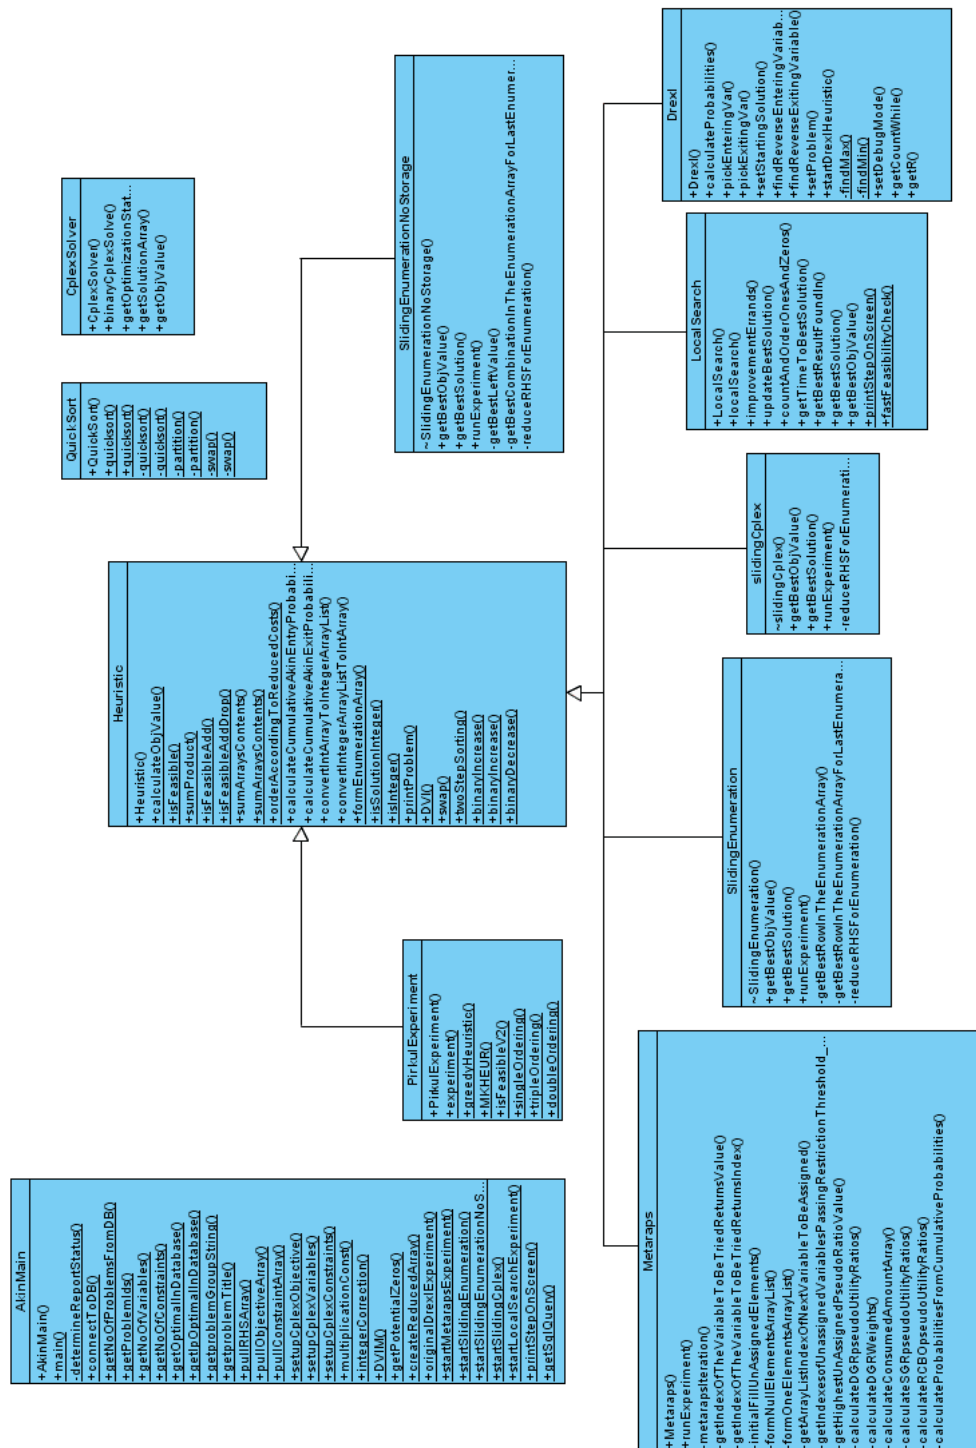 AkinMain
+AkinMain()
+main()
-determineReportStatus()
+connectToDB()
+getNoOfProblemsFromDB()
+getProblemIds()
+getNoOfVariables()
+getNoOfConstraints()
+getOptimalInDatabase()
+getIpOptimalInDatabase()
+getproblemGroupString()
+getproblemTitle()
+pullRHSArray()
+pullObjectiveArray()
+pullConstraintArray()
+setupCplexObjective()
+setupCplexVariables()
+setupCplexConstraints()
+multiplicationConst()
+integerCorrection()
+DVIM()
+getPotentialZeros()
+createReducedArray()
+originalDrexlExperiment()
+startMetarapsExperiment()
+startSlidingEnumeration()
+startSlidingEnumerationNoS...
+startSlidingCplex()
+startLocalSearchExperiment()
+printStepOnScreen()
+getSqlQuery()
PirkulExperiment
+PirkulExperiment()
+experiment()
+greedyHeuristic()
+MKHEUR()
+isFeasibleV2()
+singleOrdering()
+tripleOrdering()
+doubleOrdering()
Heuristic
+Heuristic()
+calculateObjValue()
+isFeasible()
+sumProduct()
+isFeasibleAdd()
+isFeasibleAddDrop()
+sumArraysContents()
+sumArraysContents()
+orderAccordingToReducedCosts()
+calculateCumulativeAkinEntryProbabi...
+calculateCumulativeAkinExitProbabili...
+convertIntArrayToIntegerArrayList()
+convertIntegerArrayListToIntArray()
+formEnumerationArray()
+isSolutionInteger()
+isInteger()
+printProblem()
+DVI()
+swap()
+twoStepSorting()
+binaryIncrease()
+binaryIncrease()
+binaryDecrease()
QuickSort
+QuickSort()
+quicksort()
+quicksort()
-quicksort()
-quicksort()
-partition()
-partition()
-swap()
-swap()
CplexSolver
+CplexSolver()
+binaryCplexSolve()
+getOptimizationStat...
+getSolutionArray()
+getObjValue()
SlidingEnumerationNoStorage
~SlidingEnumerationNoStorage()
+getBestObjValue()
+getBestSolution()
+runExperiment()
-getBestLeftValue()
-getBestCombinationInTheEnumerationArrayForLastEnumer...
-reduceRHSForEnumeration()
Metaraps
+Metaraps()
+runExperiment()
-metarapsIteration()
-getIndexOfTheVariableToBeTriedReturnsValue()
-getIndexOfTheVariableToBeTriedReturnsIndex()
-initialFillUnAssignedElements()
-formNullElementsArrayList()
-formOneElementsArrayList()
-getArrayListIndexOfNextVariableToBeAssigned()
-getIndexesofUnassignedVariablesPassingRestrictionThreshold_...
-getHighestUnAssignedPseudoRatioValue()
-calculateDGRpseudoUtilityRatios()
-calculateDGRWeights()
-calculateConsumedAmountArray()
-calculateSGRpseudoUtilityRatios()
-calculateRCBOpseudoUtilityRatios()
-calculateProbabilitiesFromCumulativeProbabilities()
SlidingEnumeration
~SlidingEnumeration()
+getBestObjValue()
+getBestSolution()
+runExperiment()
-getBestRowInTheEnumerationArray()
-getBestRowInTheEnumerationArrayForLastEnumera...
-reduceRHSForEnumeration()
slidingCplex
~slidingCplex()
+getBestObjValue()
+getBestSolution()
+runExperiment()
-reduceRHSForEnumerati...
LocalSearch
+LocalSearch()
+localSearch()
+improvementErrands()
+updateBestSolution()
+countAndOrderOnesAndZeros()
+getTimeToBestSolution()
+getBestResultFoundIn()
+getBestSolution()
+getBestObjValue()
+printStepOnScreen()
+fastFeasibilityCheck()
Drexl
+Drexl()
+calculateProbabilities()
+pickEnteringVar()
+pickExitingVar()
+setStartingSolution()
+findReverseEnteringVariab...
+findReverseExitingVariable()
+setProblem()
+startDrexlHeuristic()
-findMax()
-findMin()
+setDebugMode()
+getCountWhile()
+getR()